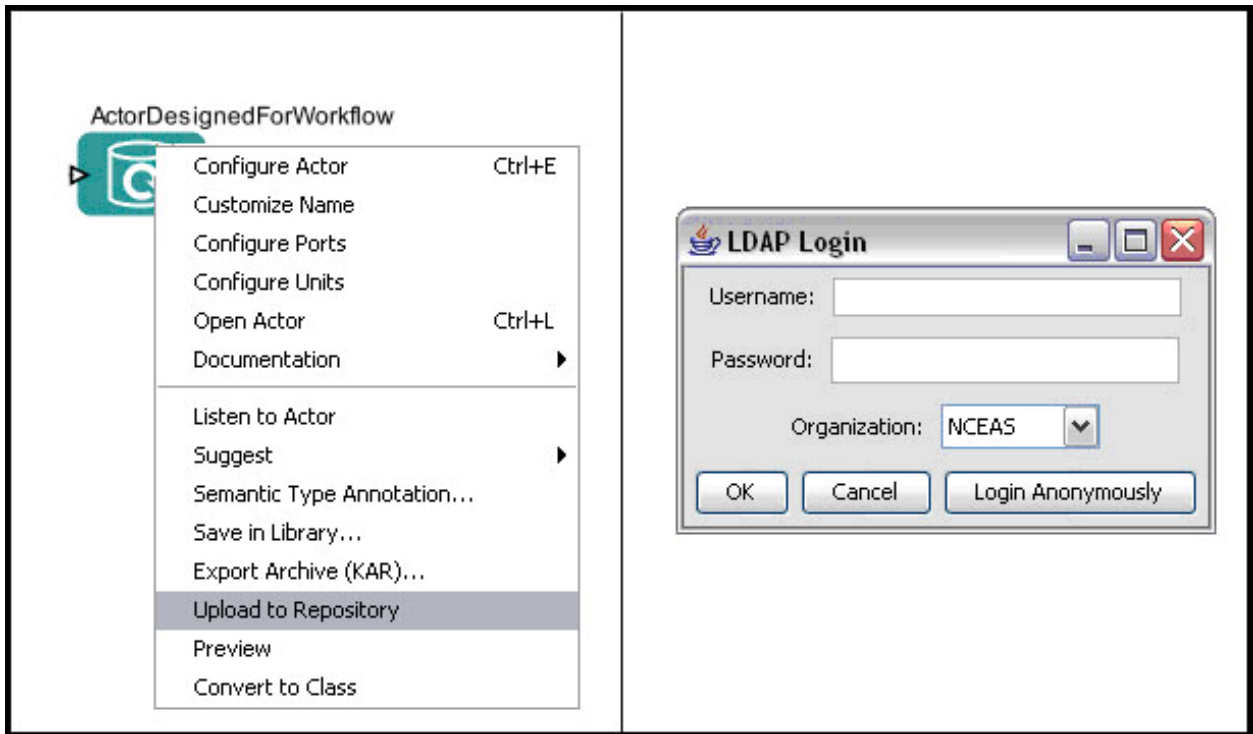 ActorDesignedForWorkflow
Q
Configure Actor Ctrl+E
Customize Name
Configure Ports
Configure Units
Open Actor Ctrl+L
Documentation
Listen to Actor
Suggest
Semantic Type Annotation...
Save in Library...
Export Archive (KAR)...
Upload to Repository
Preview
Convert to Class
LDAP Login
Username:
Password:
Organization: NCEAS
OK Cancel Login Anonymously